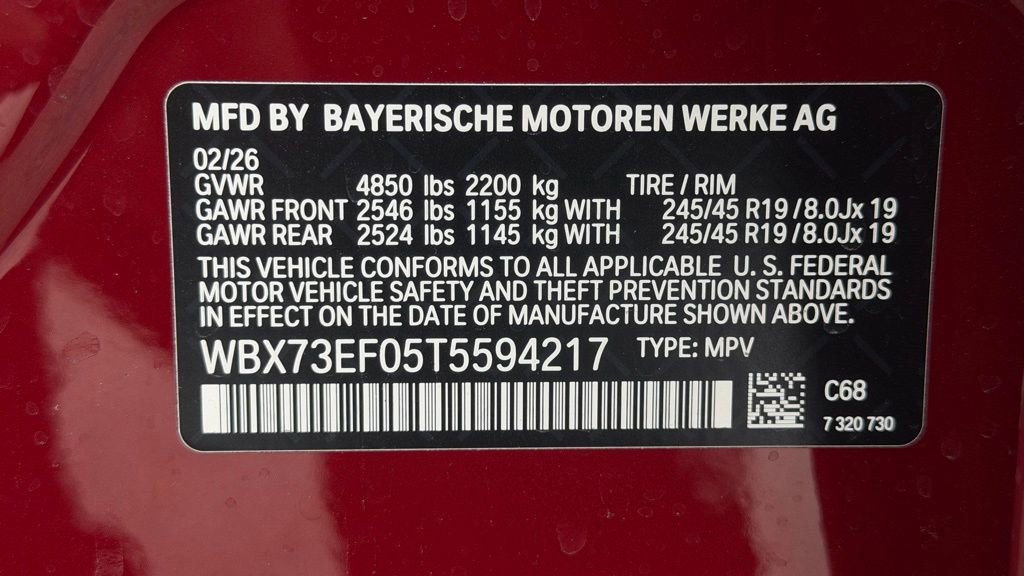 MFD BY BAYERISCHE MOTOREN WERKE AG
02/26
GVWR 4850 lbs 2200 kg TIRE / RIM
GAWR FRONT 2546 lbs 1155 kg WITH 245/45 R19 / 8.0Jx 19
GAWR REAR 2524 lbs 1145 kg WITH 245/45 R19 / 8.0Jx 19
THIS VEHICLE CONFORMS TO ALL APPLICABLE U. S. FEDERAL
MOTOR VEHICLE SAFETY AND THEFT PREVENTION STANDARDS
IN EFFECT ON THE DATE OF MANUFACTURE SHOWN ABOVE.
WBX73EF05T5594217 TYPE: MPV
C68
7 320 730